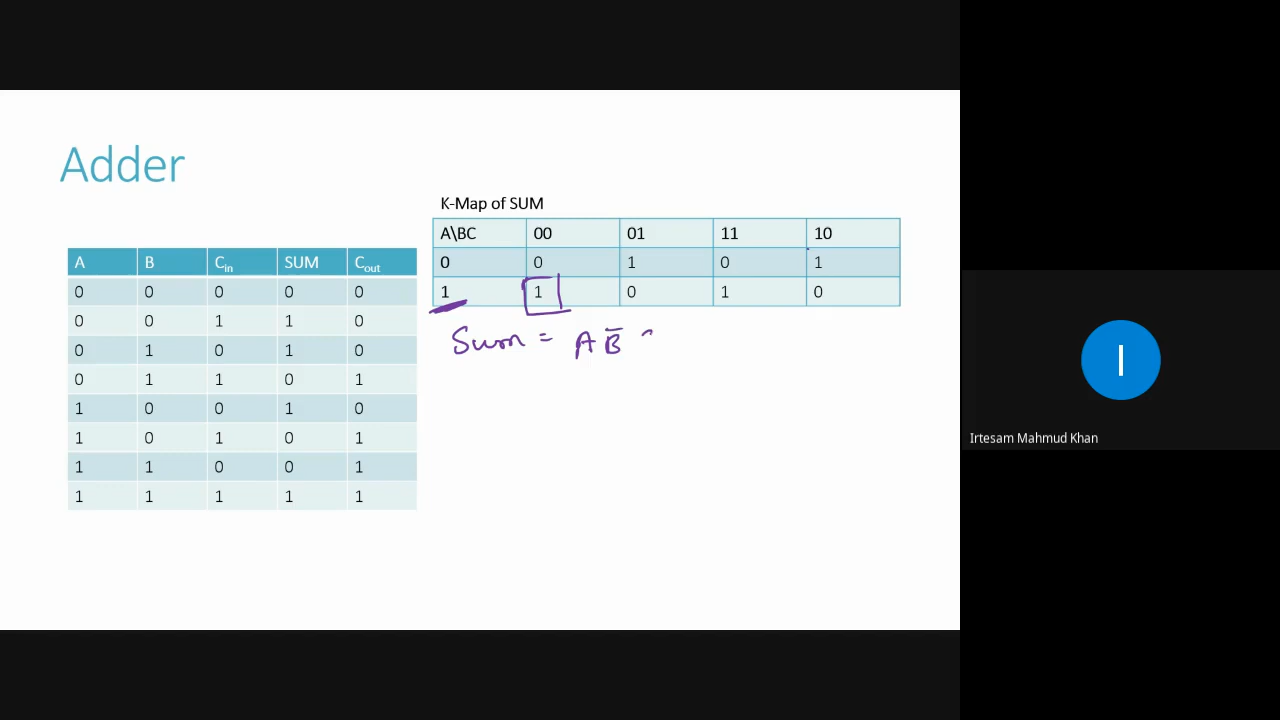 Adder
K-Map of SUM
A\BC 00 01 11 10
0 0 1 0 1
1 1 0 1 0
Sum = A B̅
A B Cin SUM Cout
0 0 0 0 0
0 0 1 1 0
0 1 0 1 0
0 1 1 0 1
1 0 0 1 0
1 0 1 0 1
1 1 0 0 1
1 1 1 1 1
I
Irtesam Mahmud Khan